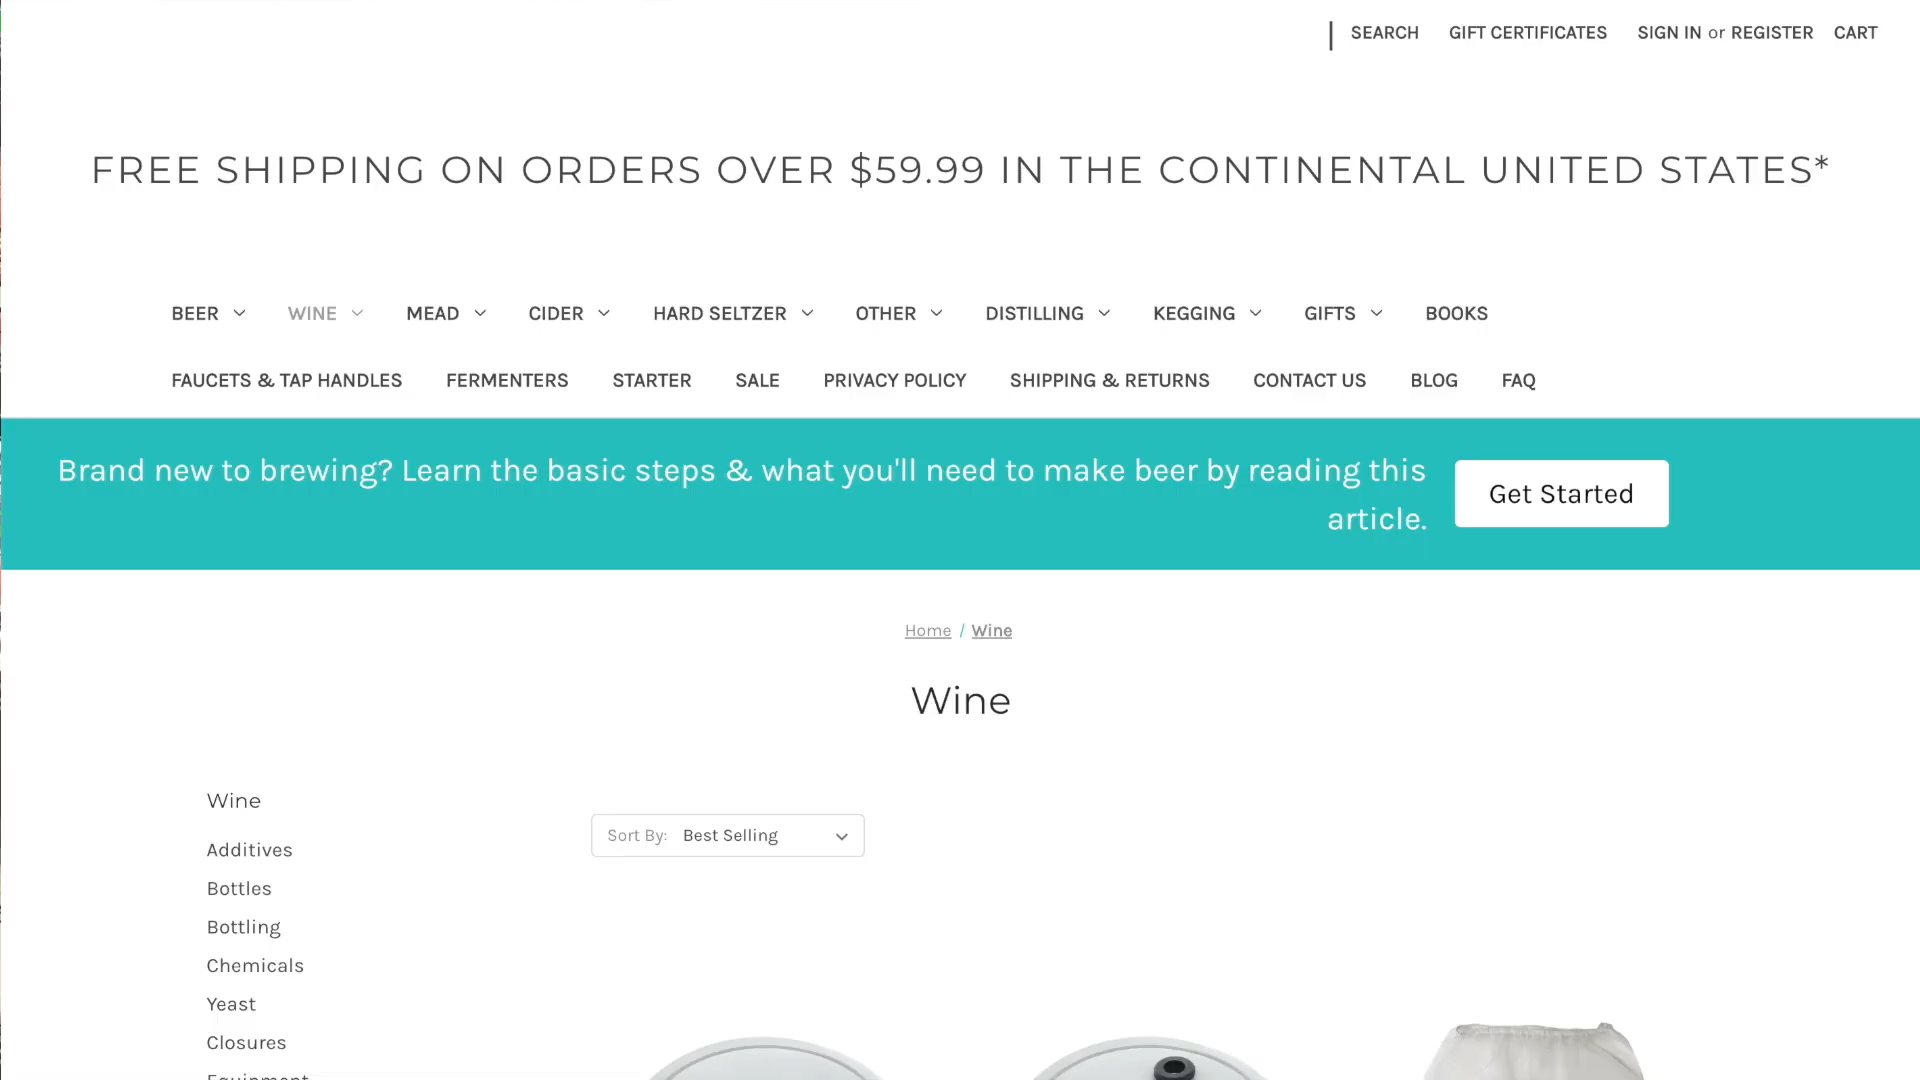 SEARCH GIFT CERTIFICATES SIGN IN or REGISTER CART
FREE SHIPPING ON ORDERS OVER $59.99 IN THE CONTINENTAL UNITED STATES*
BEER WINE MEAD CIDER HARD SELTZER OTHER DISTILLING KEGGING GIFTS BOOKS
FAUCETS & TAP HANDLES FERMENTERS STARTER SALE PRIVACY POLICY SHIPPING & RETURNS CONTACT US BLOG FAQ
Brand new to brewing? Learn the basic steps & what you'll need to make beer by reading this
article.
Get Started
Home / Wine
Wine
Wine
Additives
Bottles
Bottling
Chemicals
Yeast
Closures
Equipment
Sort By: Best Selling